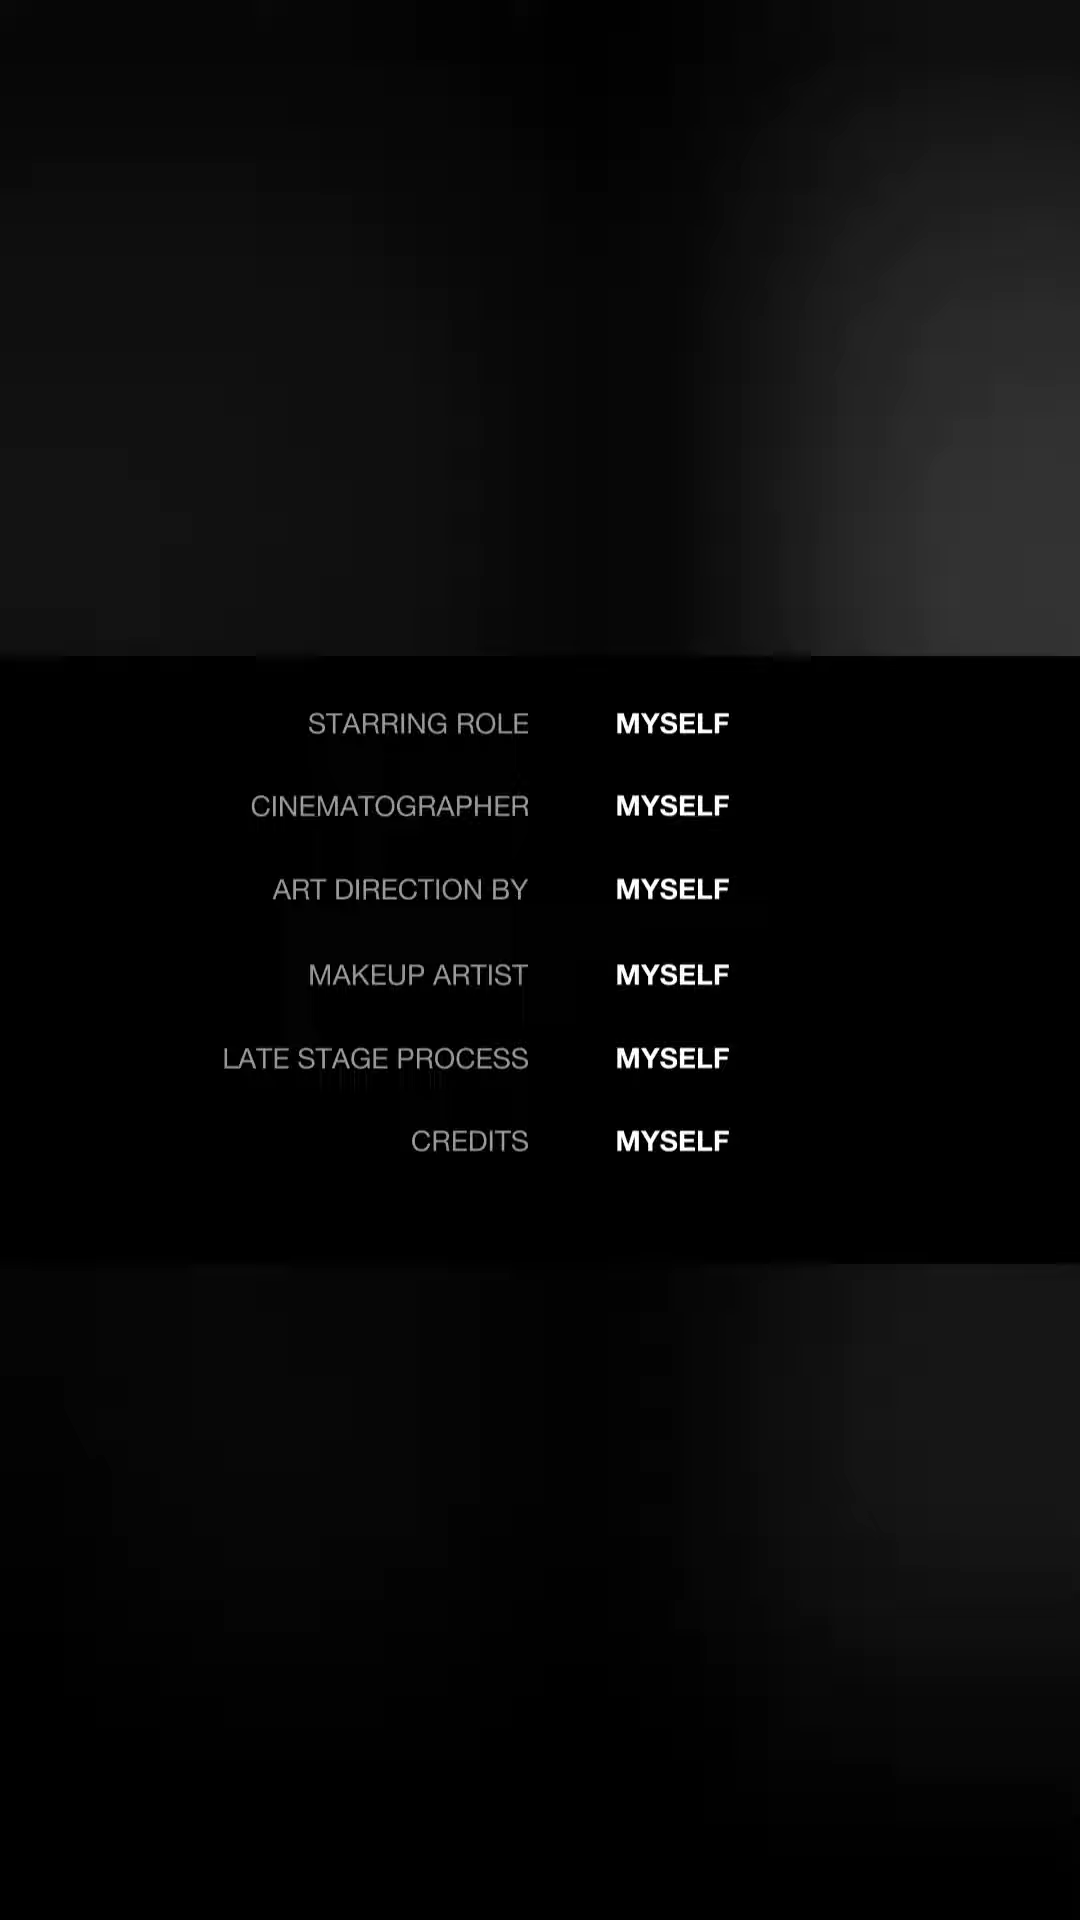 STARRING ROLE MYSELF
CINEMATOGRAPHER MYSELF
ART DIRECTION BY MYSELF
MAKEUP ARTIST MYSELF
LATE STAGE PROCESS MYSELF
CREDITS MYSELF